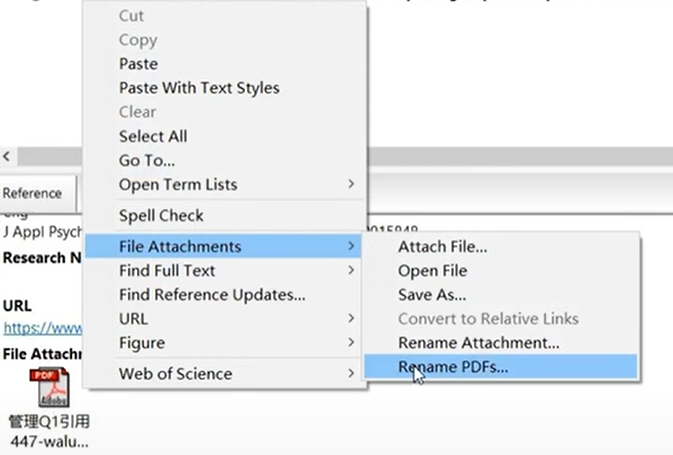 Cut
Copy
Paste
Paste With Text Styles
Clear
Select All
Go To...
Open Term Lists
Spell Check
File Attachments
Find Full Text
Find Reference Updates...
URL
Figure
Web of Science
Attach File...
Open File
Save As...
Convert to Relative Links
Rename Attachment...
Rename PDFs...
Reference
J Appl Psych
Research N
URL
https://www
File Attachr
PDF
Adobe
管理Q1引用
447-walu...